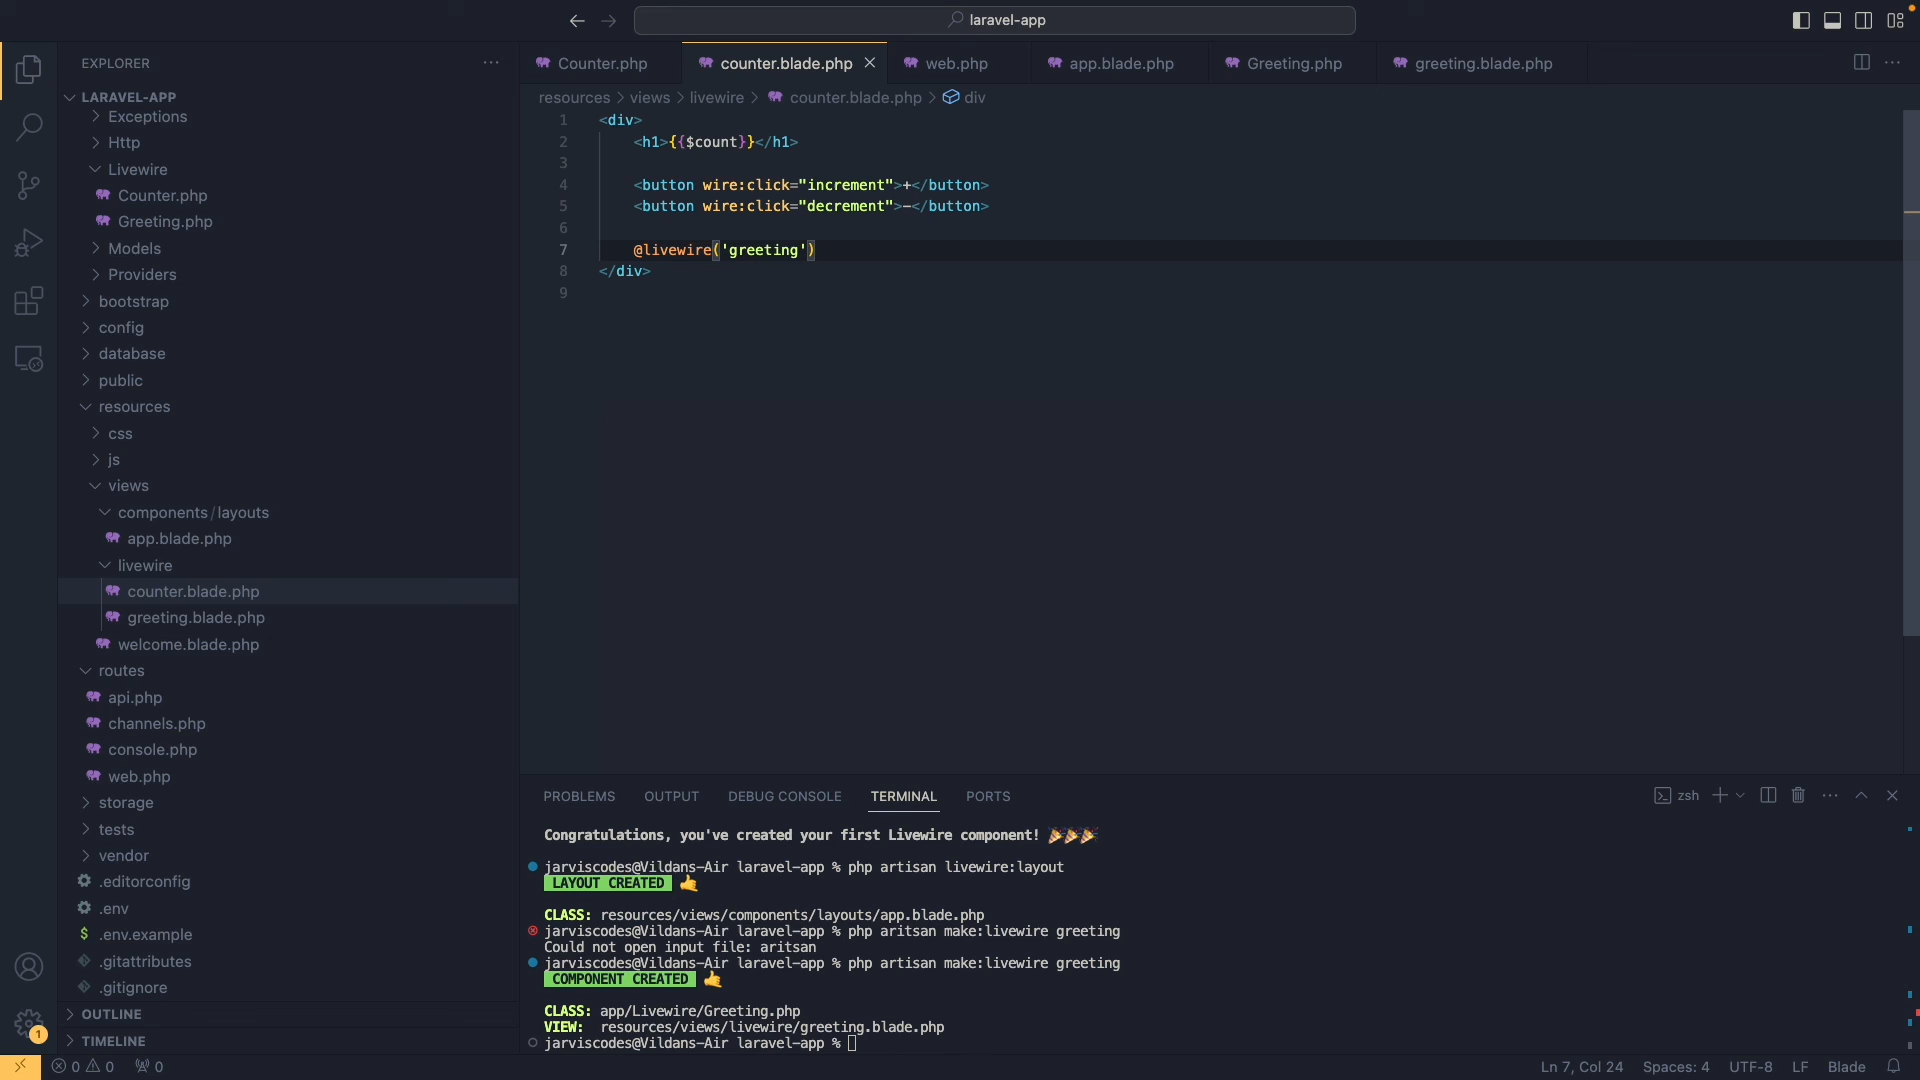 laravel-app
EXPLORER
LARAVEL-APP
Exceptions
Http
Livewire
Counter.php
Greeting.php
Models
Providers
bootstrap
config
database
public
resources
css
js
views
components/layouts
app.blade.php
livewire
counter.blade.php
greeting.blade.php
welcome.blade.php
routes
api.php
channels.php
console.php
web.php
storage
tests
vendor
.editorconfig
.env
$ .env.example
.gitattributes
.gitignore
OUTLINE
TIMELINE
1
Counter.php counter.blade.php web.php app.blade.php Greeting.php greeting.blade.php
resources > views > livewire > counter.blade.php > div
1 <div>
2 <h1>{{$count}}</h1>
3
4 <button wire:click="increment">+</button>
5 <button wire:click="decrement">-</button>
6
7 @livewire('greeting')
8 </div>
9
PROBLEMS OUTPUT DEBUG CONSOLE TERMINAL PORTS zsh
Congratulations, you've created your first Livewire component! 🎉🎉🎉
jarviscodes@Vildans-Air laravel-app % php artisan livewire:layout
LAYOUT CREATED 🤙
CLASS: resources/views/components/layouts/app.blade.php
jarviscodes@Vildans-Air laravel-app % php aritsan make:livewire greeting
Could not open input file: aritsan
jarviscodes@Vildans-Air laravel-app % php artisan make:livewire greeting
COMPONENT CREATED 🤙
CLASS: app/Livewire/Greeting.php
VIEW: resources/views/livewire/greeting.blade.php
jarviscodes@Vildans-Air laravel-app %
0 0 0 Ln 7, Col 24 Spaces: 4 UTF-8 LF Blade